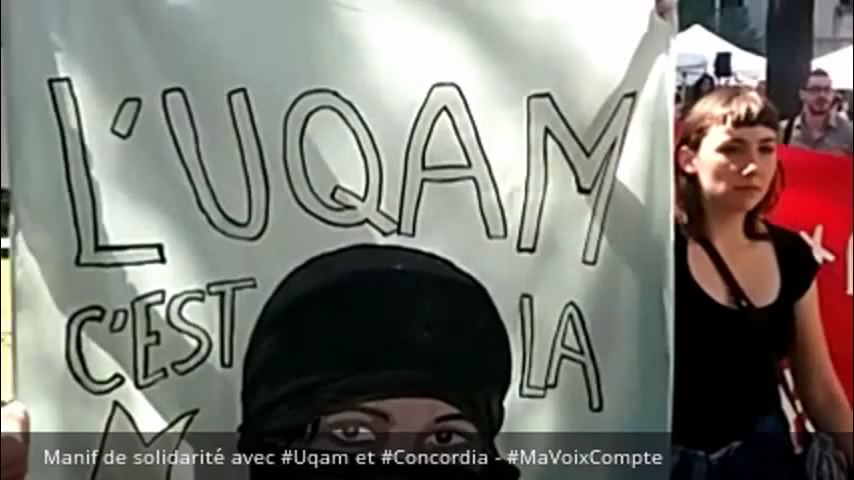 L'UQAM
C'EST LA
M
Manif de solidarité avec #Uqam et #Concordia - #MaVoixCompte